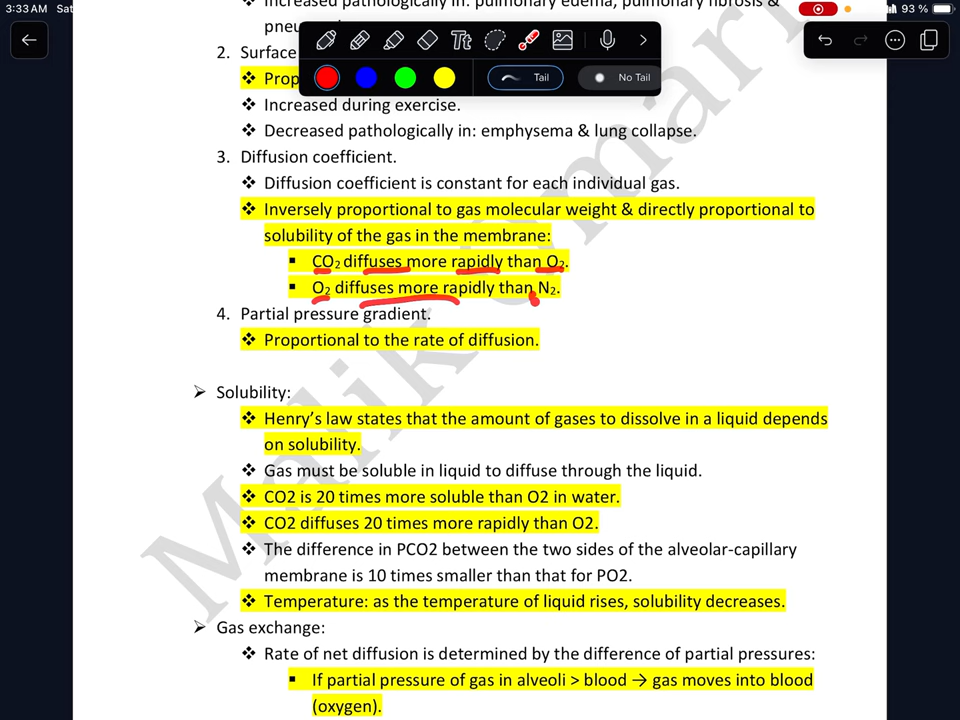 3:33 AM Sat
93 %
Increased pathologically in: pulmonary edema, pulmonary fibrosis &
2. Surface
❖ Prop
Tail
No Tail
❖ Increased during exercise.
❖ Decreased pathologically in: emphysema & lung collapse.
3. Diffusion coefficient.
❖ Diffusion coefficient is constant for each individual gas.
❖ Inversely proportional to gas molecular weight & directly proportional to
solubility of the gas in the membrane:
▪ CO2 diffuses more rapidly than O2.
▪ O2 diffuses more rapidly than N2.
4. Partial pressure gradient.
❖ Proportional to the rate of diffusion.
➢ Solubility:
❖ Henry’s law states that the amount of gases to dissolve in a liquid depends
on solubility.
❖ Gas must be soluble in liquid to diffuse through the liquid.
❖ CO2 is 20 times more soluble than O2 in water.
❖ CO2 diffuses 20 times more rapidly than O2.
❖ The difference in PCO2 between the two sides of the alveolar-capillary
membrane is 10 times smaller than that for PO2.
❖ Temperature: as the temperature of liquid rises, solubility decreases.
➢ Gas exchange:
❖ Rate of net diffusion is determined by the difference of partial pressures:
▪ If partial pressure of gas in alveoli > blood → gas moves into blood
(oxygen).